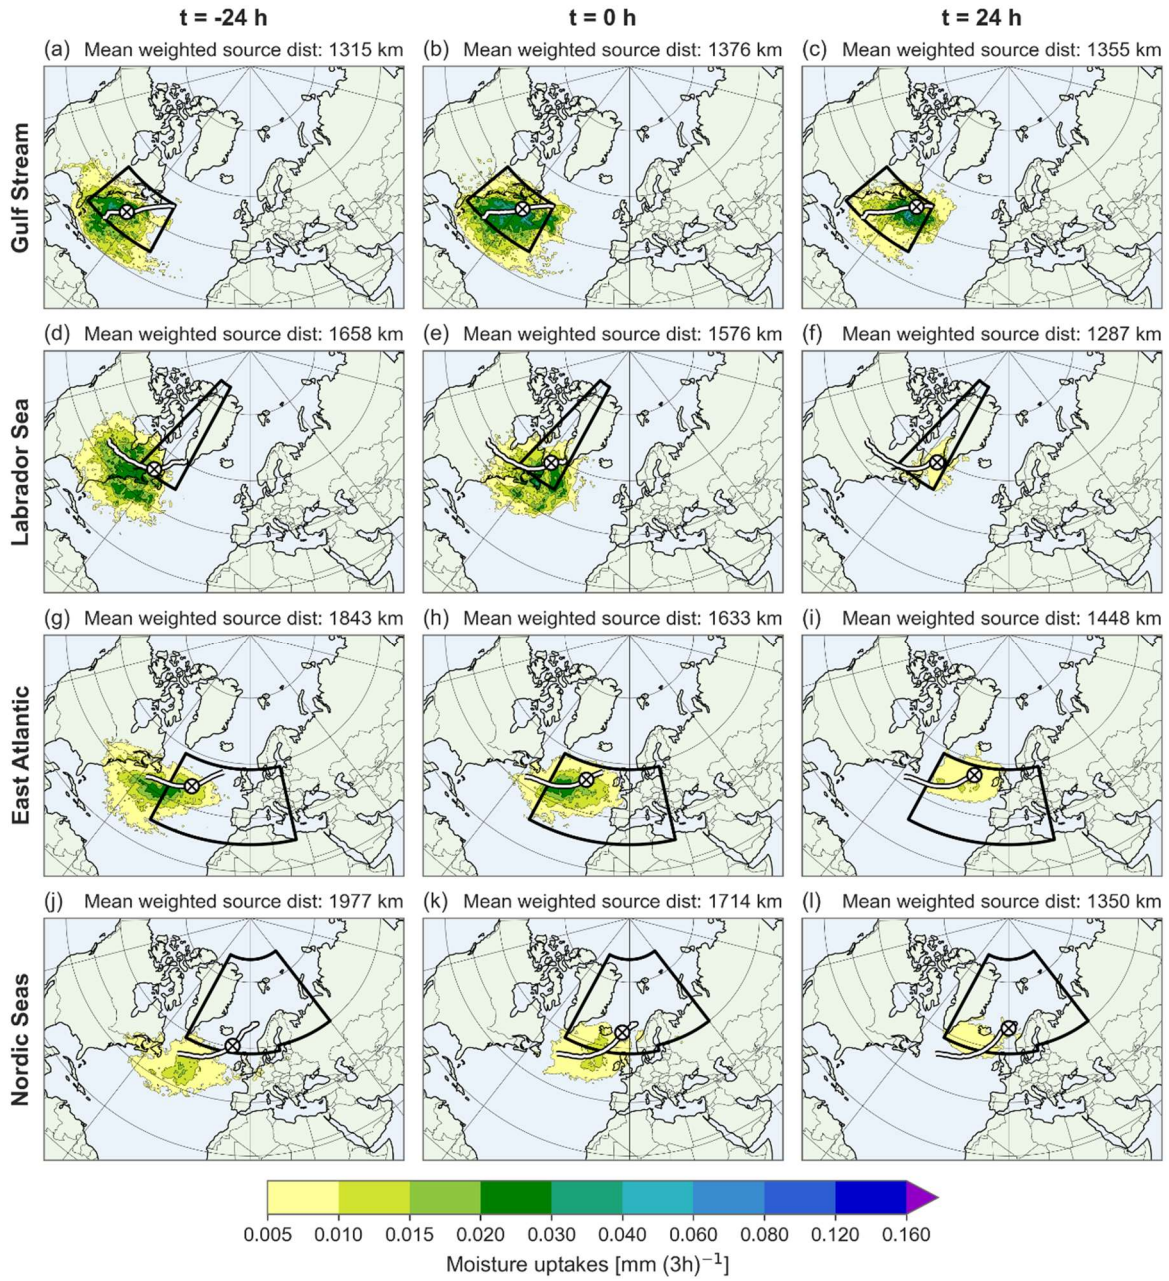 t = -24 h
t = 0 h
t = 24 h
(a) Mean weighted source dist: 1315 km
(b) Mean weighted source dist: 1376 km
(c) Mean weighted source dist: 1355 km
Gulf Stream
(d) Mean weighted source dist: 1658 km
(e) Mean weighted source dist: 1576 km
(f) Mean weighted source dist: 1287 km
Labrador Sea
(g) Mean weighted source dist: 1843 km
(h) Mean weighted source dist: 1633 km
(i) Mean weighted source dist: 1448 km
East Atlantic
(j) Mean weighted source dist: 1977 km
(k) Mean weighted source dist: 1714 km
(l) Mean weighted source dist: 1350 km
Nordic Seas
0.005 0.010 0.015 0.020 0.030 0.040 0.060 0.080 0.120 0.160
Moisture uptakes [mm (3h)⁻¹]